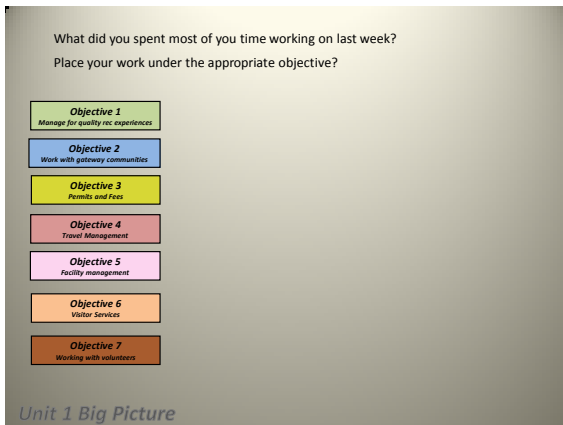 What did you spent most of you time working on last week?
Place your work under the appropriate objective?
Objective 1
Manage for quality rec experiences
Objective 2
Work with gateway communities
Objective 3
Permits and Fees
Objective 4
Travel Management
Objective 5
Facility management
Objective 6
Visitor Services
Objective 7
Working with volunteers
Unit 1 Big Picture